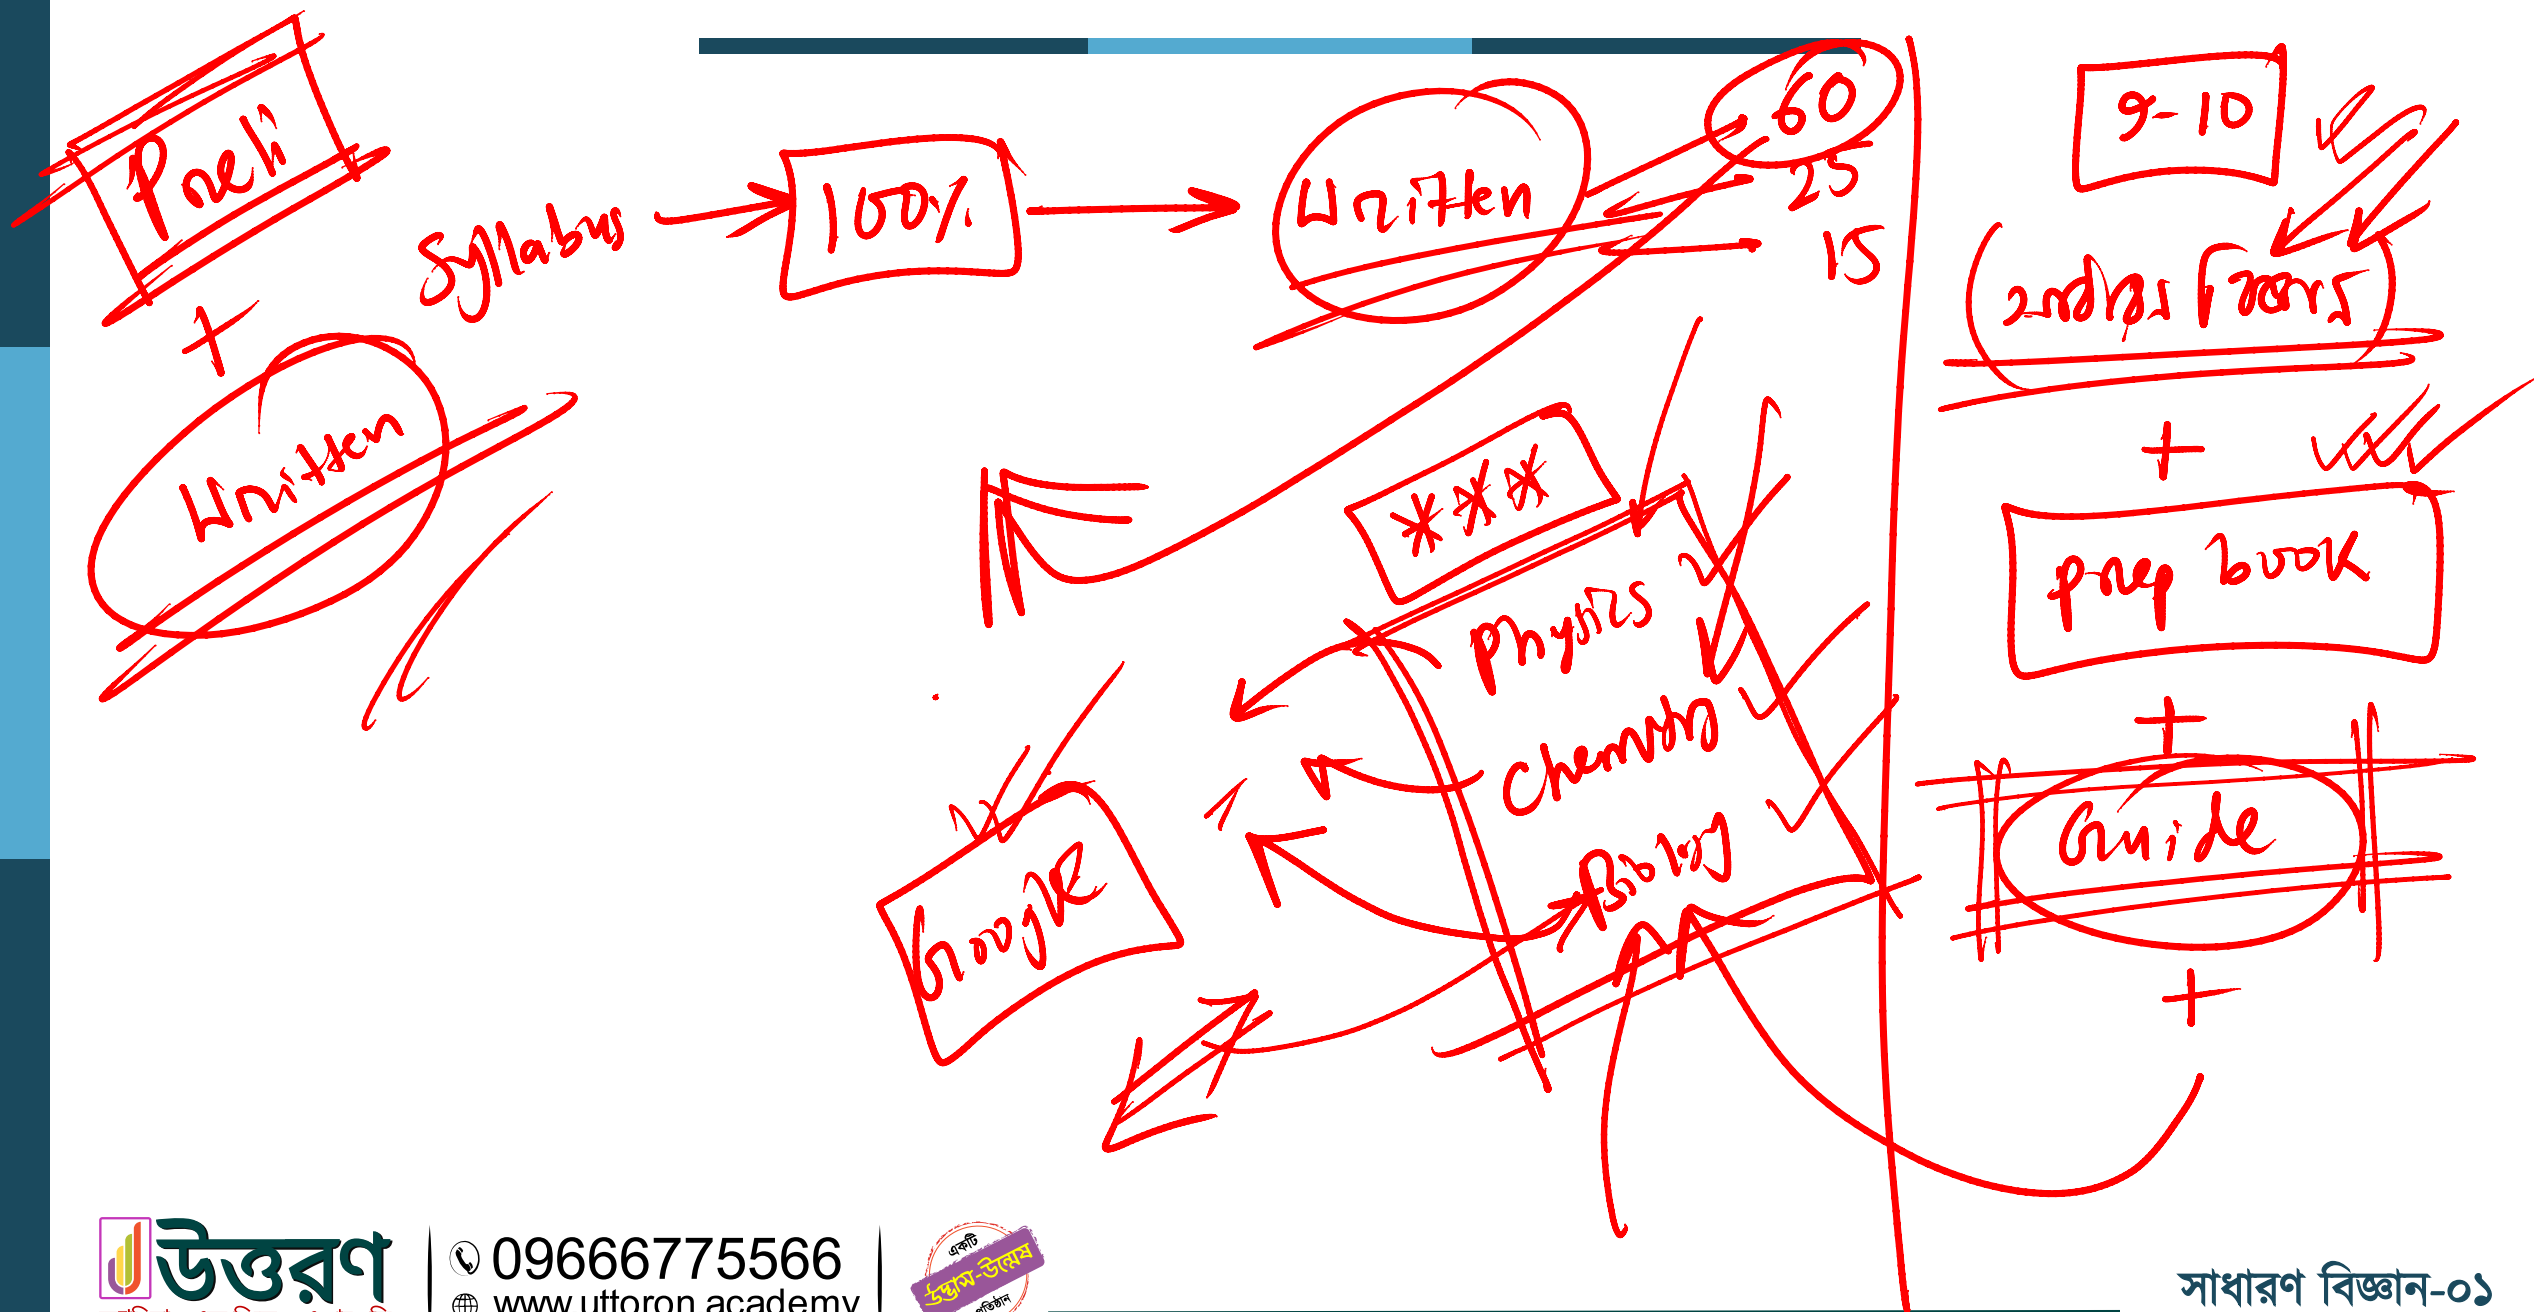 Preli
+
Written
Syllabus
100%
Written
60
25
15
***
Physics
Chemistry
Biology
Google
9-10
সাধারণ বিজ্ঞান
+
prep book
+
Guide
+
উত্তরণ
09666775566
www.uttoron.academy
একটি
উদ্ভাস-উন্মেষ
সাধারণ বিজ্ঞান-০১